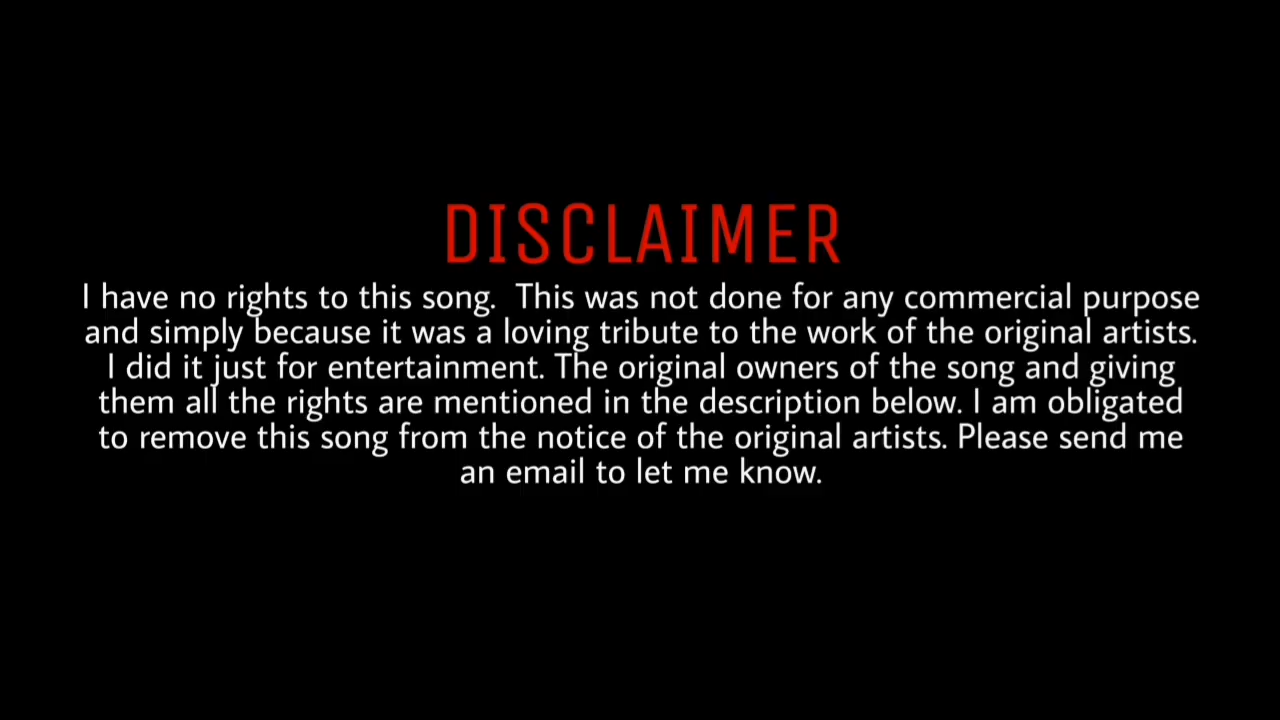 DISCLAIMER
I have no rights to this song.  This was not done for any commercial purpose
and simply because it was a loving tribute to the work of the original artists.
I did it just for entertainment. The original owners of the song and giving
them all the rights are mentioned in the description below. I am obligated
to remove this song from the notice of the original artists. Please send me
an email to let me know.